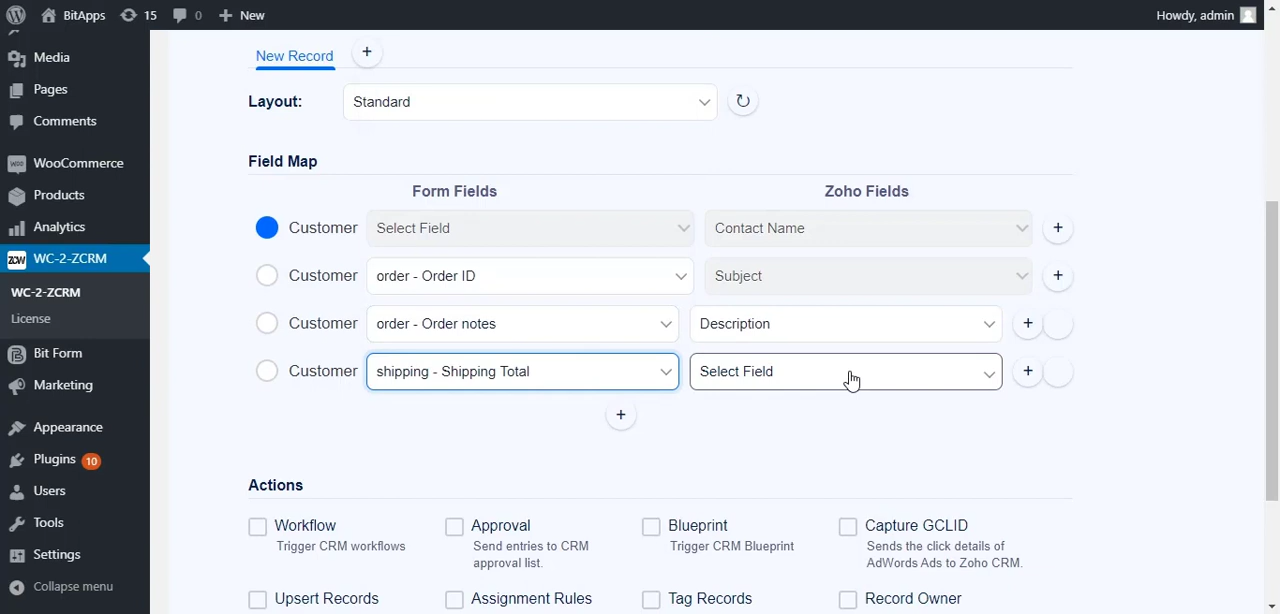 BitApps 15 0 New Howdy, admin
Media
Pages
Comments
WooCommerce
Products
Analytics
WC-2-ZCRM
WC-2-ZCRM
License
Bit Form
Marketing
Appearance
Plugins 10
Users
Tools
Settings
Collapse menu
New Record +
Layout: Standard
Field Map
Form Fields Zoho Fields
Customer Select Field Contact Name +
Customer order - Order ID Subject +
Customer order - Order notes Description +
Customer shipping - Shipping Total Select Field +
+
Actions
Workflow
Trigger CRM workflows
Approval
Send entries to CRM
approval list.
Blueprint
Trigger CRM Blueprint
Capture GCLID
Sends the click details of
AdWords Ads to Zoho CRM.
Upsert Records
Assignment Rules
Tag Records
Record Owner